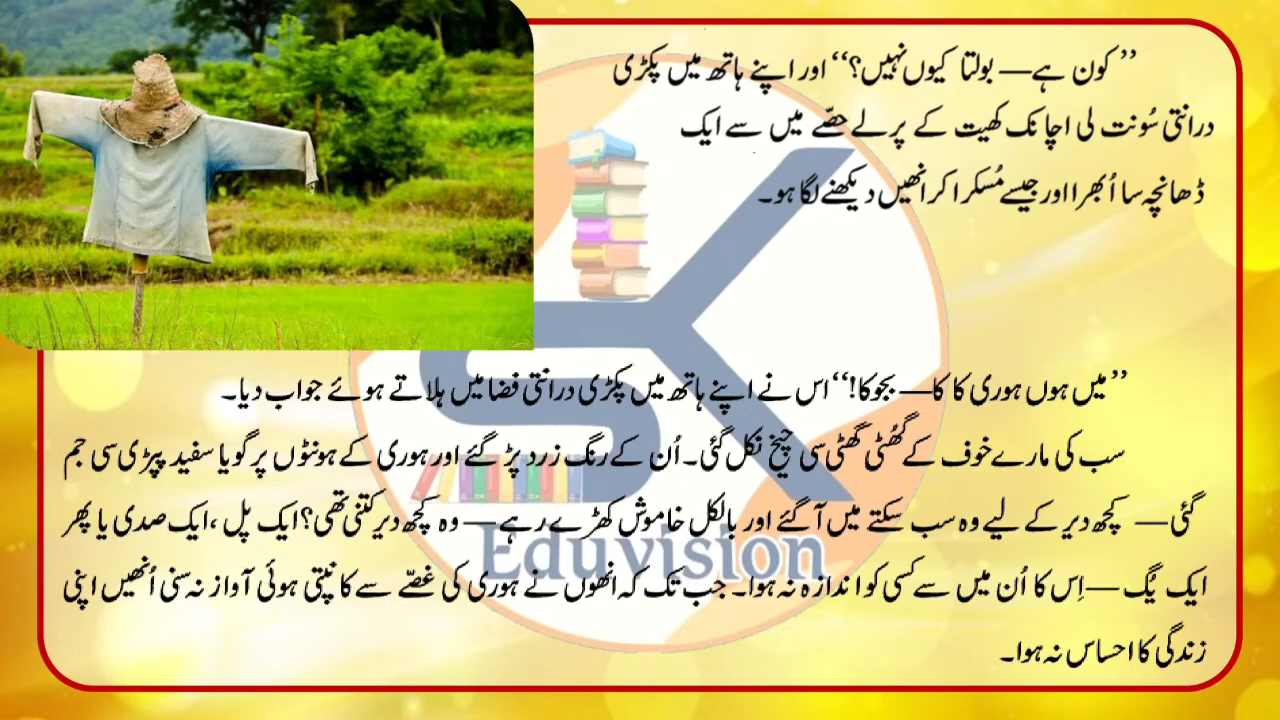 ’’کون ہے— بولتا کیوں نہیں؟‘‘ اور اپنے ہاتھ میں پکڑی
درانتی سُونت لی اچانک کھیت کے پرلے حصّے میں سے ایک
ڈھانچہ سا اُبھرا اور جیسے مُسکرا کر انھیں دیکھنے لگا ہو۔
’’میں ہوں ہوری کا کا— بجوکا!‘‘ اس نے اپنے ہاتھ میں پکڑی درانتی فضا میں ہلاتے ہوئے جواب دیا۔
سب کی مارے خوف کے گھُٹی گھٹی سی چیخ نکل گئی۔ اُن کے رنگ زرد پڑ گئے اور ہوری کے ہونٹوں پر گویا سفید پپڑی سی جم
گئی— کچھ دیر کے لیے وہ سب سکتے میں آ گئے اور بالکل خاموش کھڑے رہے— وہ کچھ دیر کتنی تھی؟ ایک پل، ایک صدی یا پھر
ایک یُگ— اِس کا اُن میں سے کسی کو اندازہ نہ ہوا۔ جب تک کہ انھوں نے ہوری کی غصّے سے کانپتی ہوئی آواز نہ سنی اُنھیں اپنی
زندگی کا احساس نہ ہوا۔
SK
Eduvision